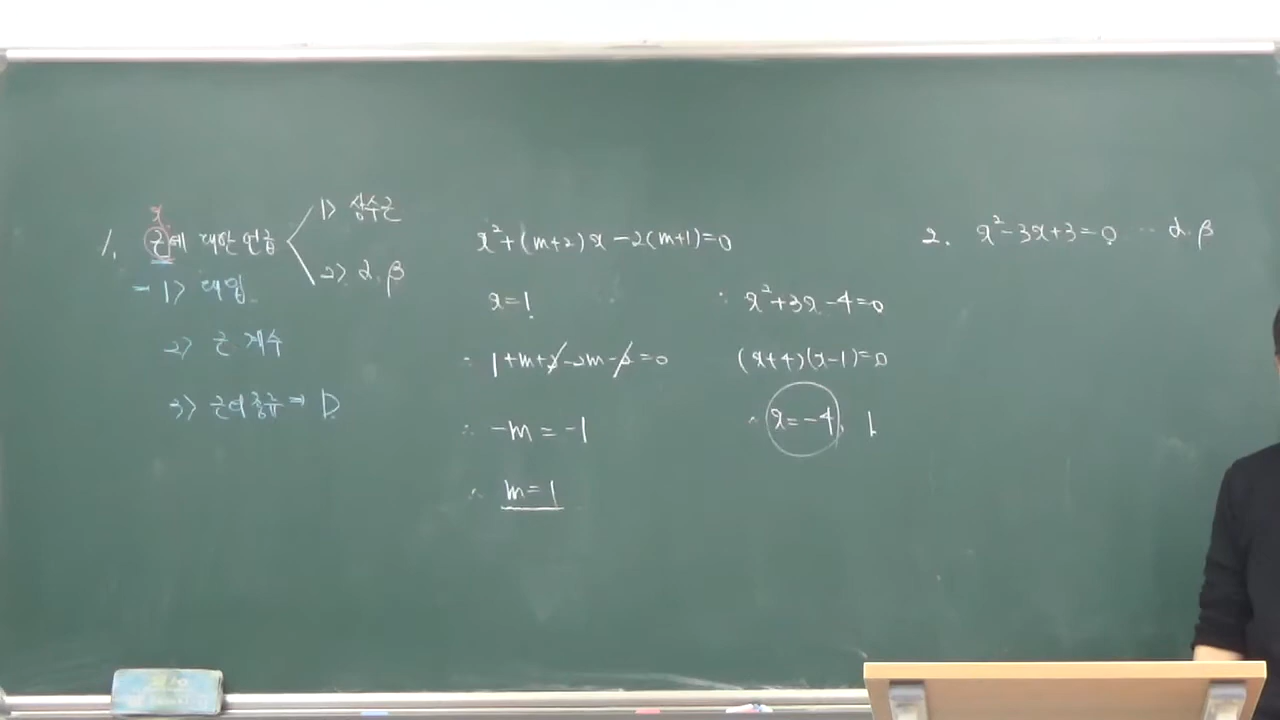 x
1. 근에 대한 언급
1) 상수근
2) α, β
- 1) 대입
2) 근. 계수
3) 근의 종류 ⇒ D
x²+(m+2)x-2(m+1)=0
x=1
∴ 1+m+2-2m-2=0
∴ -m=-1
∴ m=1
∴ x²+3x-4=0
(x+4)(x-1)=0
∴ x=-4, 1
2. x²-3x+3=0 ··· α, β